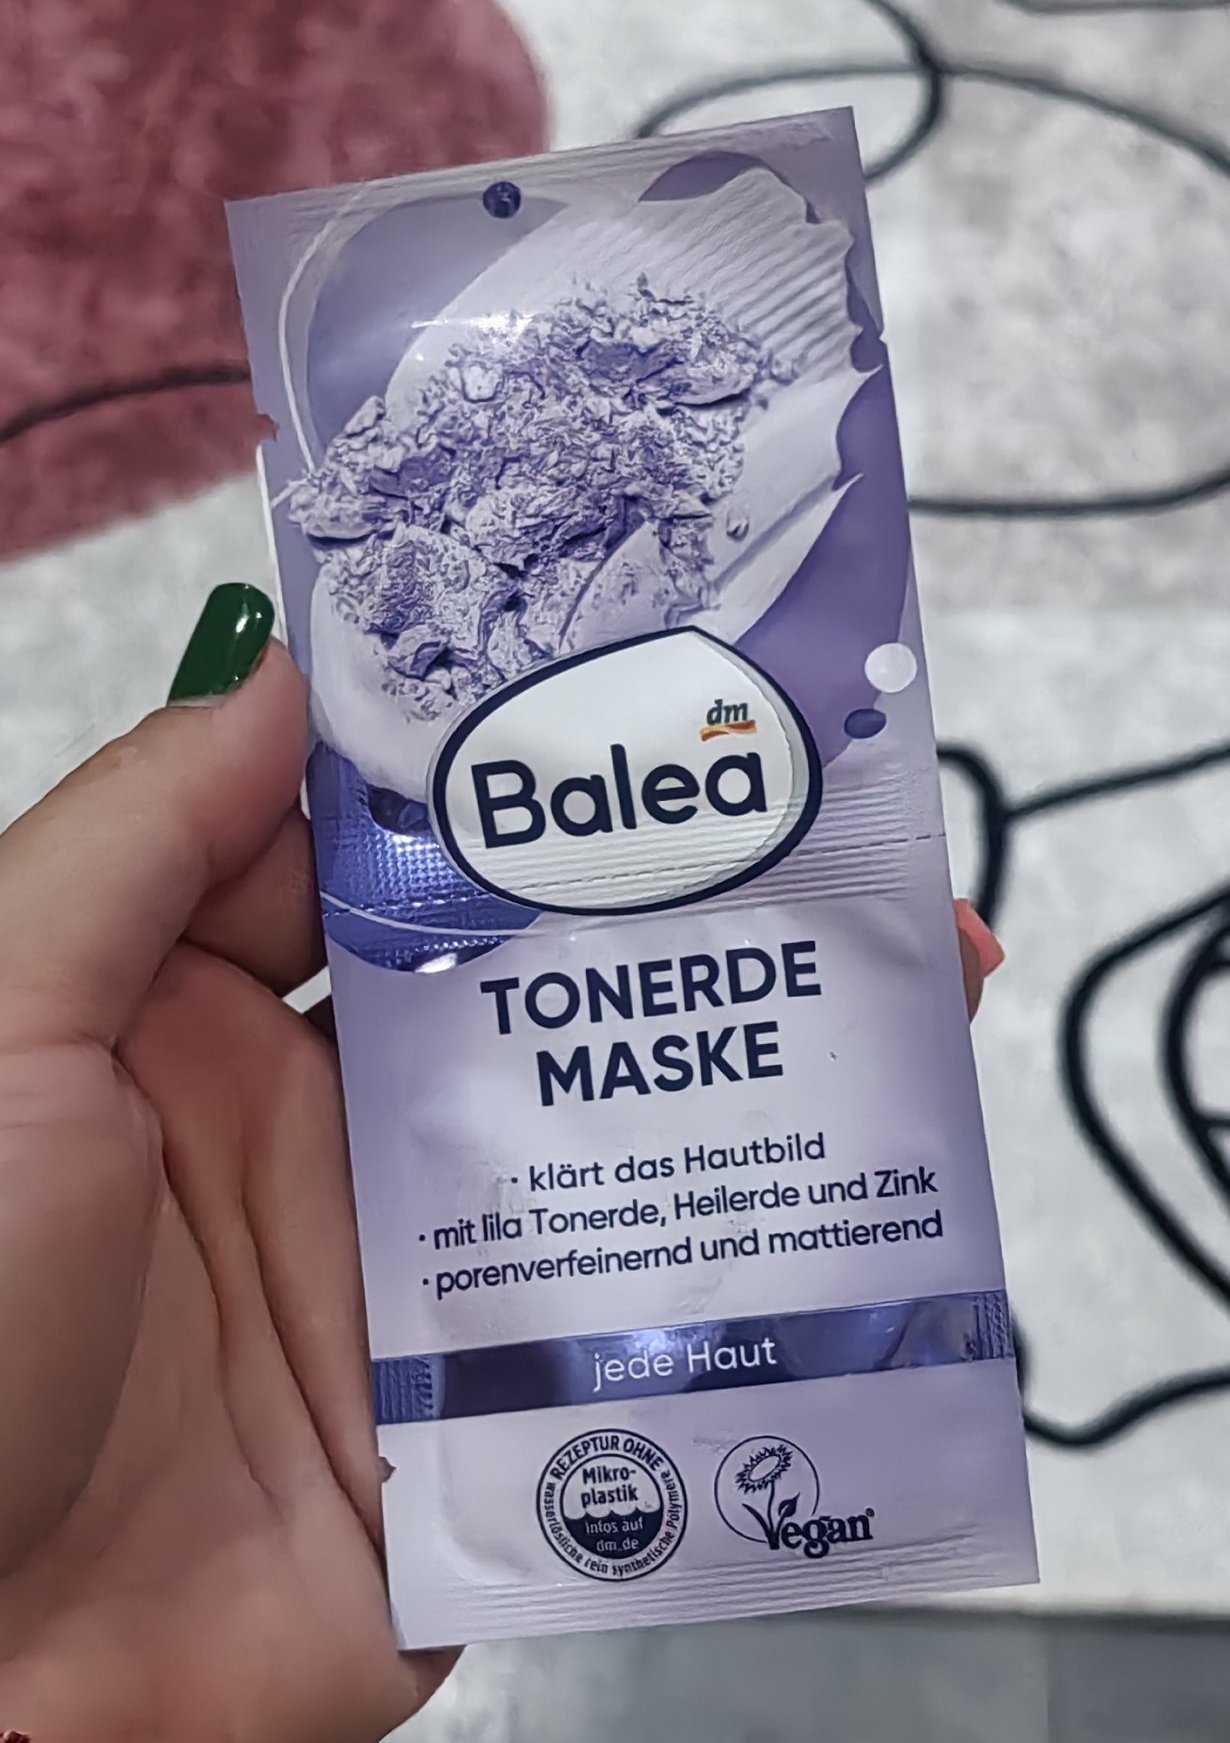 dm
Balea
TONERDE
MASKE
· klärt das Hautbild
· mit lila Tonerde, Heilerde und Zink
· porenverfeinernd und mattierend
jede Haut
REZEPTUR OHNE
Mikro-
plastik
Infos auf
dm.de
wasserlösliche rein synthetische Polymere
Vegan